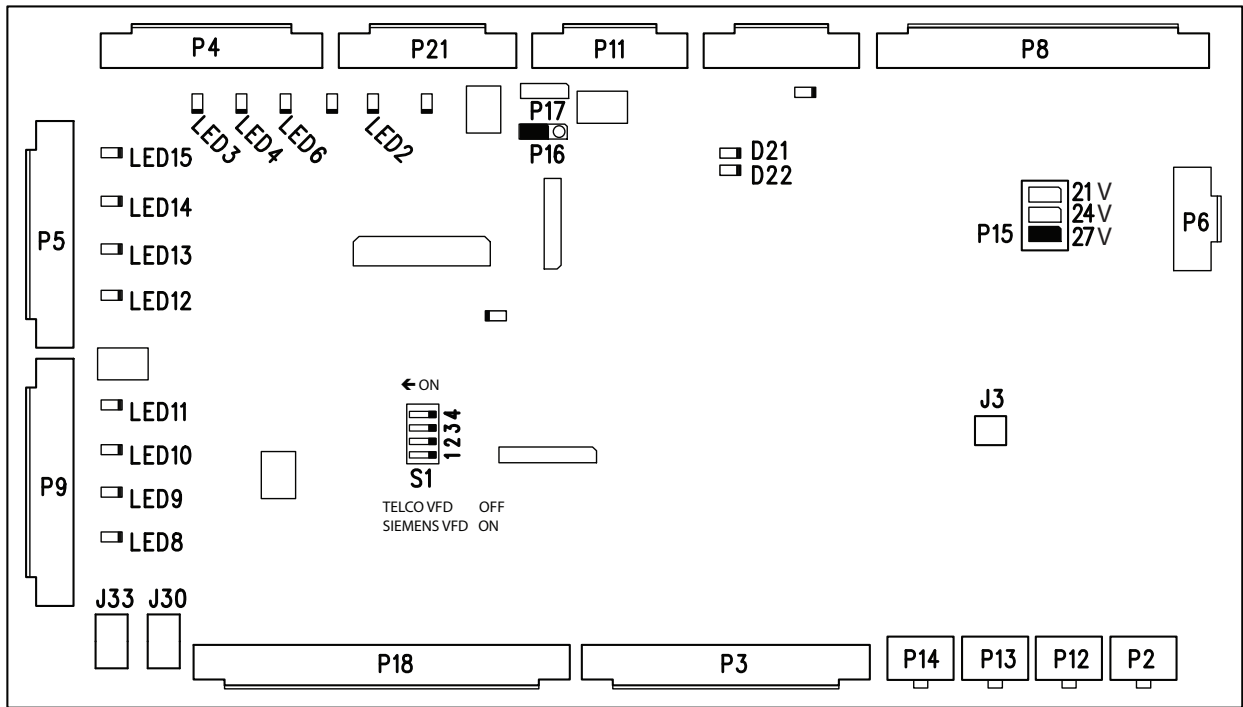 P4
P21
P11
P8
P17
P16
LED3
LED4
LED6
LED2
LED15
LED14
LED13
LED12
P5
D21
D22
P15
21 V
24 V
27 V
P6
← ON
1 2 3 4
S1
TELCO VFD OFF
SIEMENS VFD ON
J3
P9
LED11
LED10
LED9
LED8
J33
J30
P18
P3
P14
P13
P12
P2